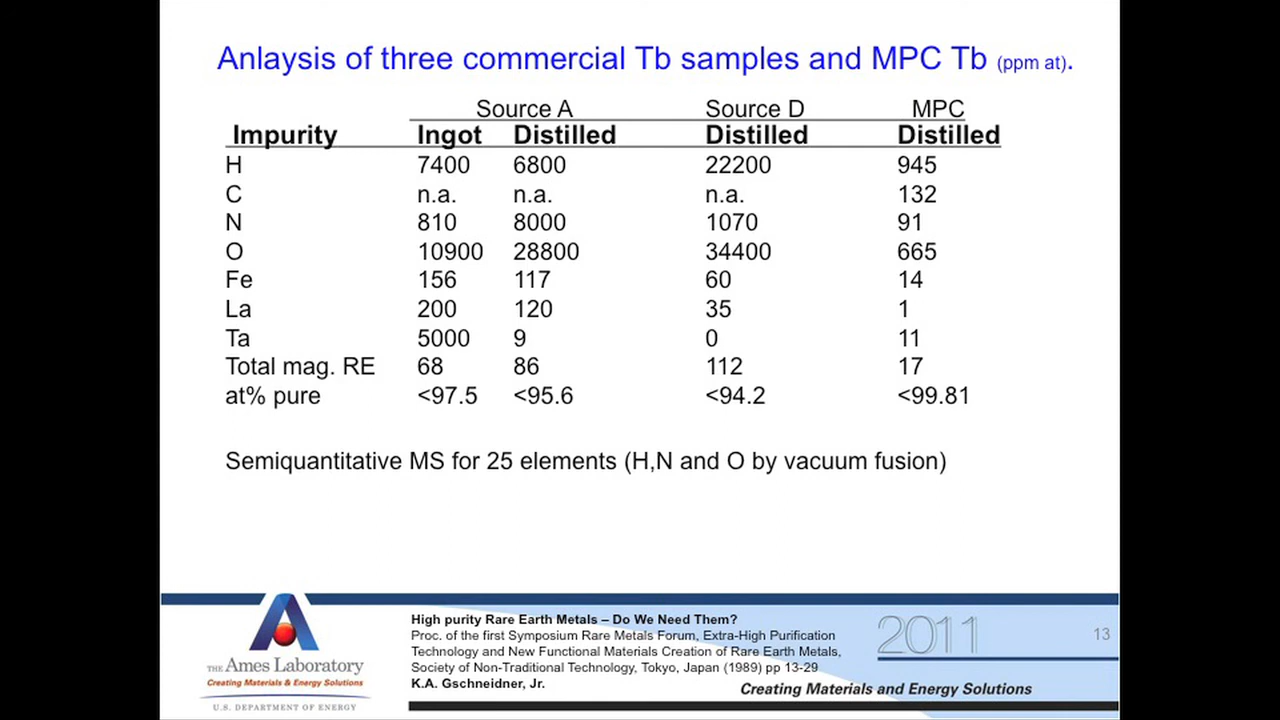 Anlaysis of three commercial Tb samples and MPC Tb (ppm at).
Source A Source D MPC
Impurity Ingot Distilled Distilled Distilled
H 7400 6800 22200 945
C n.a. n.a. n.a. 132
N 810 8000 1070 91
O 10900 28800 34400 665
Fe 156 117 60 14
La 200 120 35 1
Ta 5000 9 0 11
Total mag. RE 68 86 112 17
at% pure <97.5 <95.6 <94.2 <99.81
Semiquantitative MS for 25 elements (H,N and O by vacuum fusion)
THE Ames Laboratory
Creating Materials & Energy Solutions
U.S. DEPARTMENT OF ENERGY
High purity Rare Earth Metals – Do We Need Them?
Proc. of the first Symposium Rare Metals Forum, Extra-High Purification
Technology and New Functional Materials Creation of Rare Earth Metals,
Society of Non-Traditional Technology, Tokyo, Japan (1989) pp 13-29
K.A. Gschneidner, Jr.
2011
13
Creating Materials and Energy Solutions